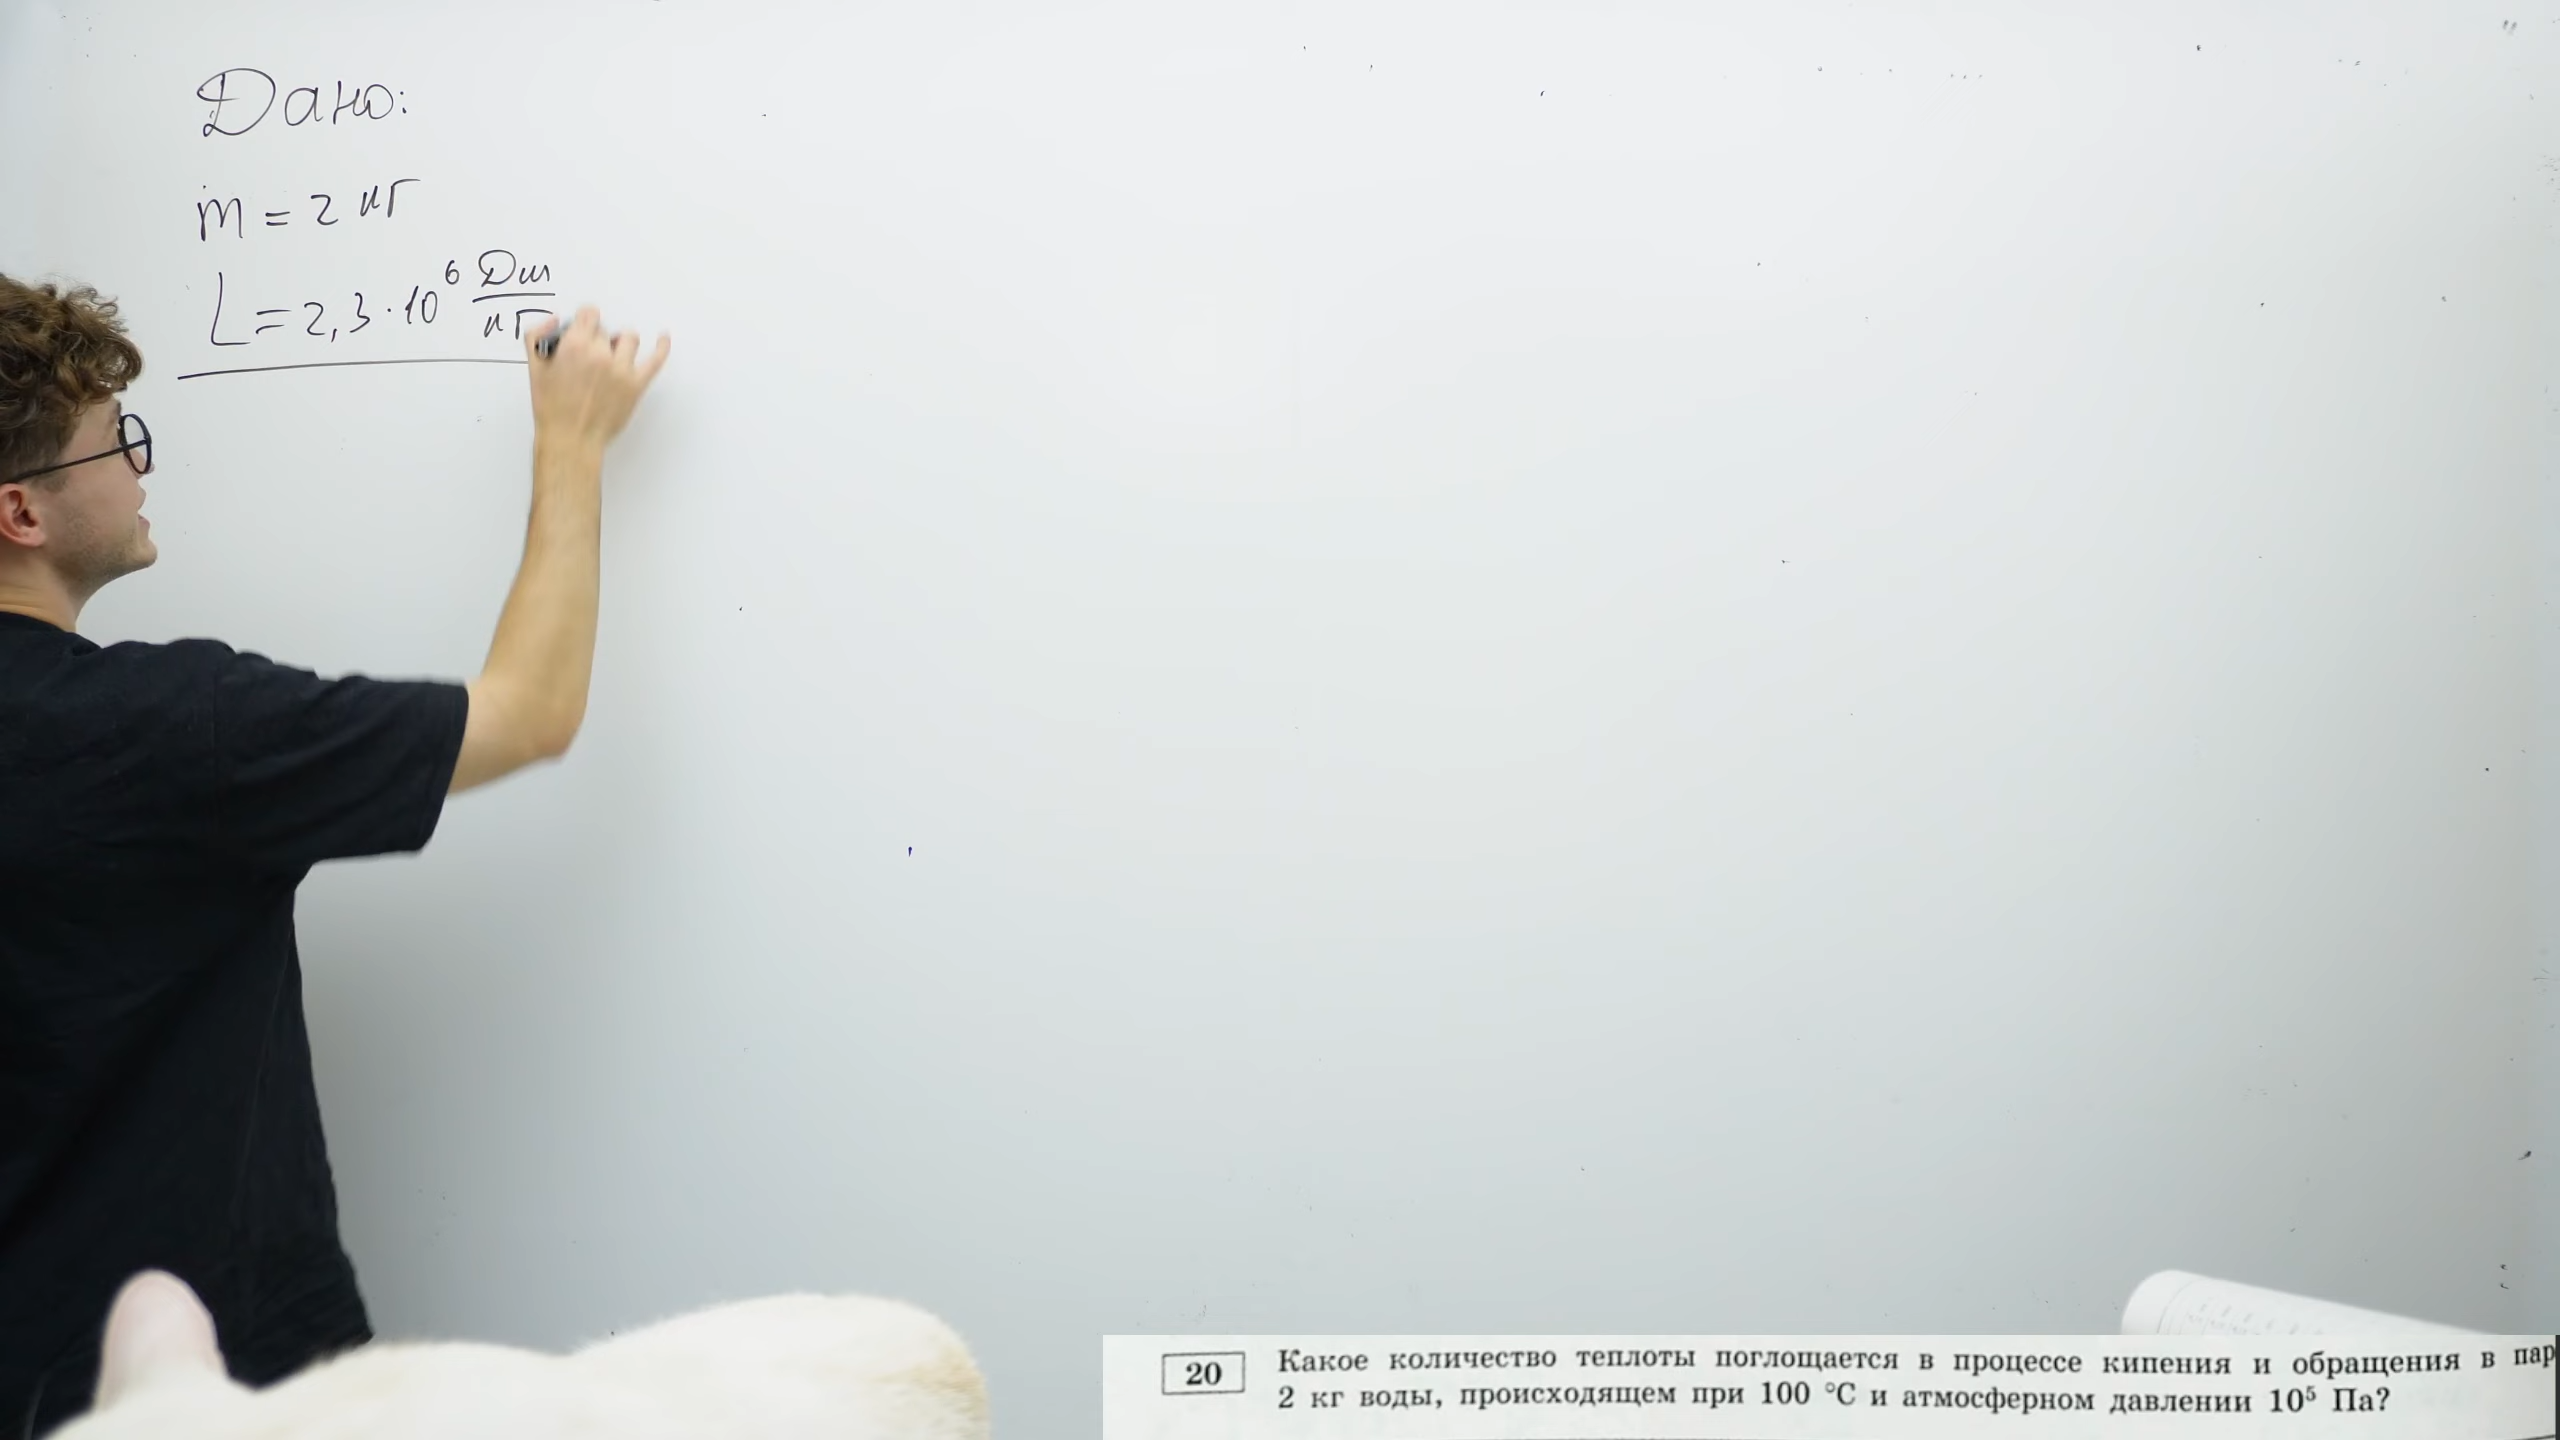 Дано:
m = 2 кг
L = 2,3 · 10⁶ Дж/кг
20 Какое количество теплоты поглощается в процессе кипения и обращения в пар
2 кг воды, происходящем при 100 °С и атмосферном давлении 10⁵ Па?